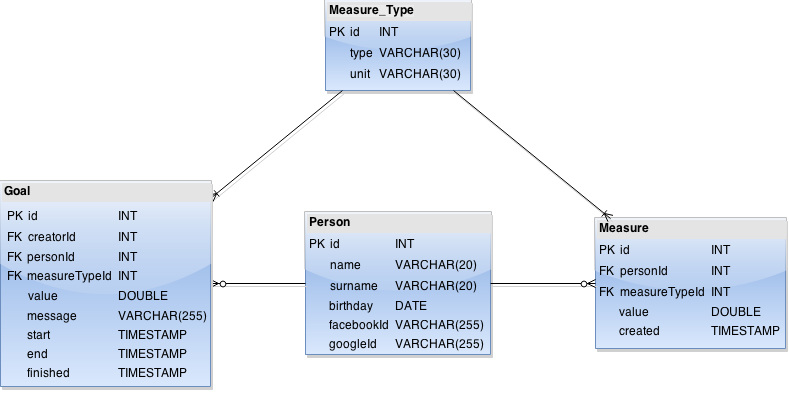 Measure_Type
PK id INT
type VARCHAR(30)
unit VARCHAR(30)
Goal
PK id INT
FK creatorId INT
FK personId INT
FK measureTypeId INT
value DOUBLE
message VARCHAR(255)
start TIMESTAMP
end TIMESTAMP
finished TIMESTAMP
Person
PK id INT
name VARCHAR(20)
surname VARCHAR(20)
birthday DATE
facebookId VARCHAR(255)
googleId VARCHAR(255)
Measure
PK id INT
FK personId INT
FK measureTypeId INT
value DOUBLE
created TIMESTAMP